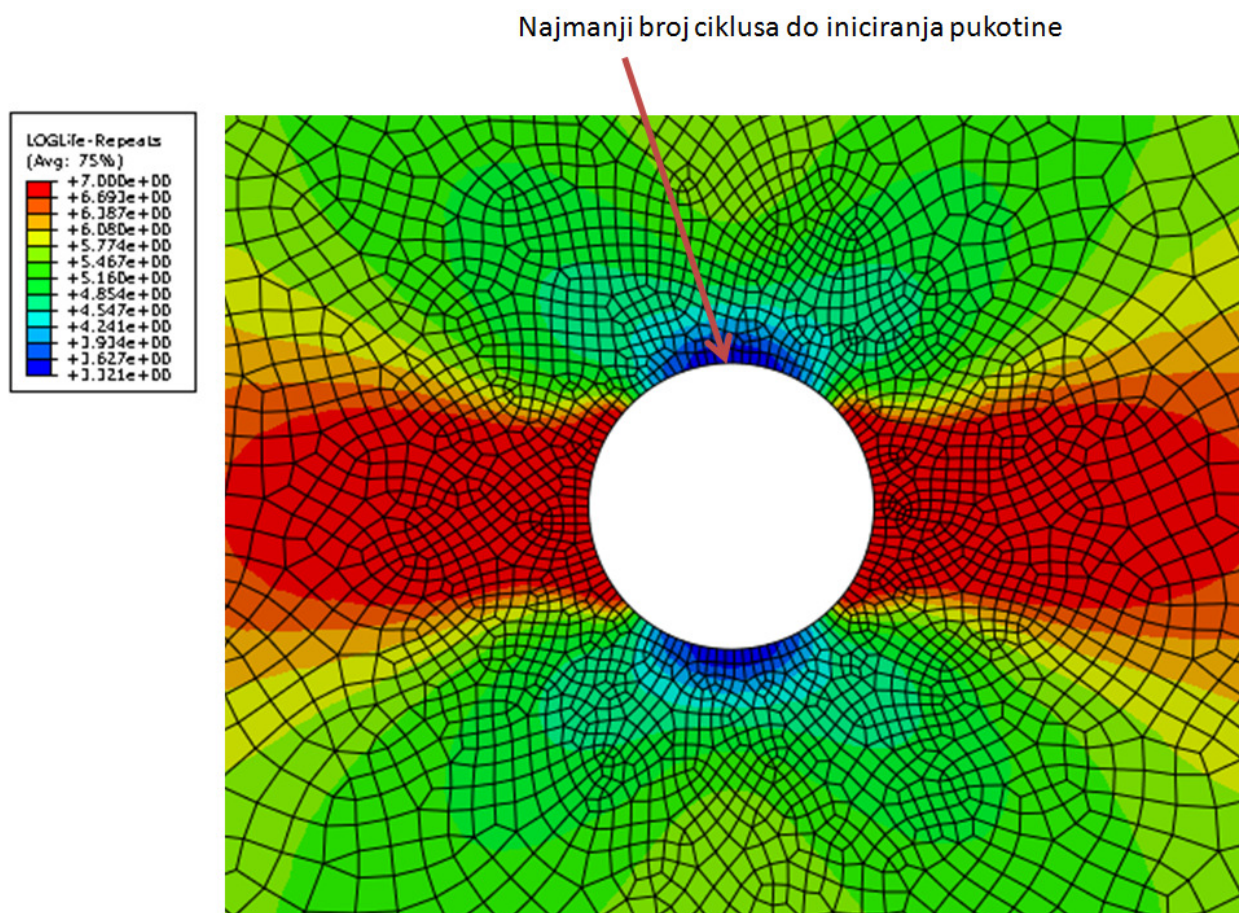 Najmanji broj ciklusa do iniciranja pukotine
LOGLife-Repeats
(Avg: 75%)
+7.000e+00
+6.693e+00
+6.387e+00
+6.080e+00
+5.774e+00
+5.467e+00
+5.160e+00
+4.854e+00
+4.547e+00
+4.241e+00
+3.934e+00
+3.627e+00
+3.321e+00